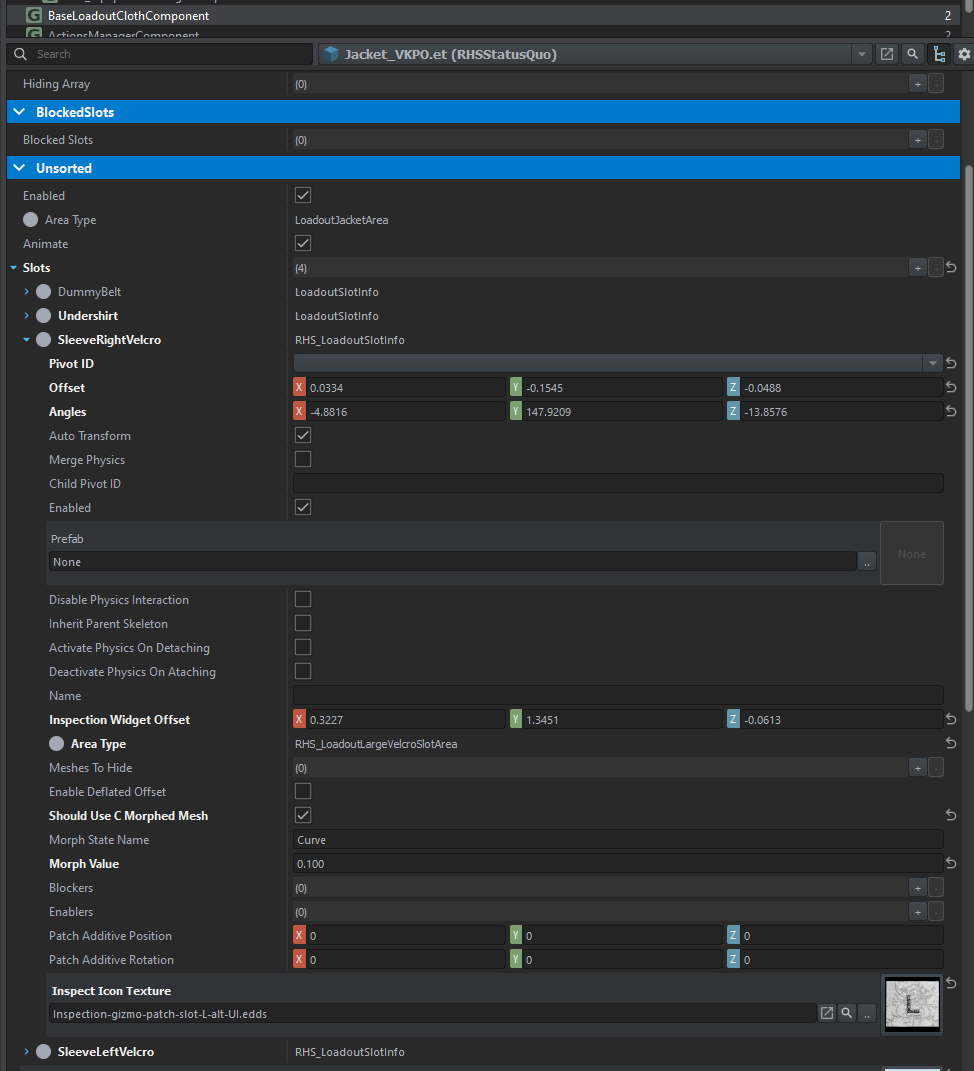 BaseLoadoutClothComponent 2
ActionsManagerComponent 2
Search Jacket_VKPO.et (RHSStatusQuo)
Hiding Array (0) + -
BlockedSlots
Blocked Slots (0) + -
Unsorted
Enabled
Area Type LoadoutJacketArea
Animate
Slots (4) + -
DummyBelt LoadoutSlotInfo
Undershirt LoadoutSlotInfo
SleeveRightVelcro RHS_LoadoutSlotInfo
Pivot ID
Offset X 0.0334 Y -0.1545 Z -0.0488
Angles X -4.8816 Y 147.9209 Z -13.8576
Auto Transform
Merge Physics
Child Pivot ID
Enabled
Prefab
None .. None
Disable Physics Interaction
Inherit Parent Skeleton
Activate Physics On Detaching
Deactivate Physics On Ataching
Name
Inspection Widget Offset X 0.3227 Y 1.3451 Z -0.0613
Area Type RHS_LoadoutLargeVelcroSlotArea
Meshes To Hide (0) + -
Enable Deflated Offset
Should Use C Morphed Mesh
Morph State Name Curve
Morph Value 0.100
Blockers (0) + -
Enablers (0) + -
Patch Additive Position X 0 Y 0 Z 0
Patch Additive Rotation X 0 Y 0 Z 0
Inspect Icon Texture
Inspection-gizmo-patch-slot-L-alt-UI.edds .. L
SleeveLeftVelcro RHS_LoadoutSlotInfo